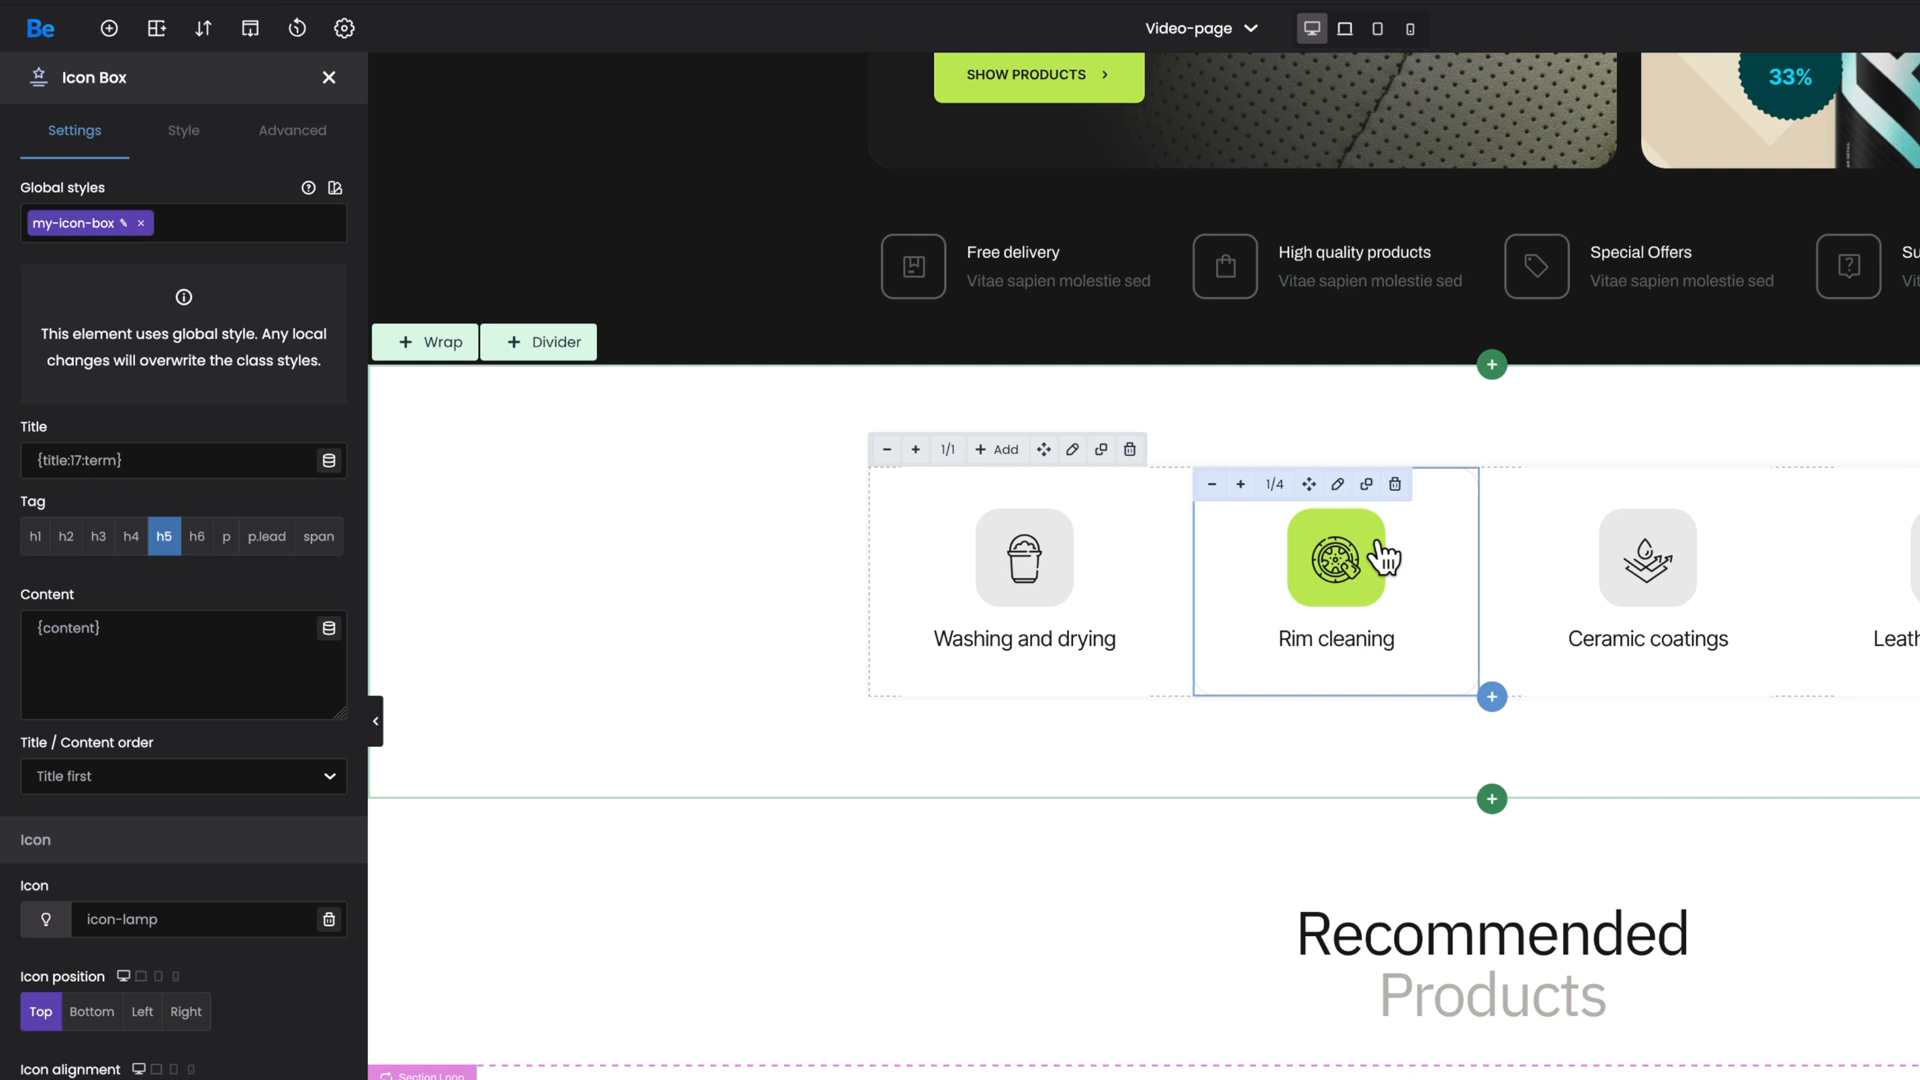 Be
Video-page
Icon Box
Settings
Style
Advanced
Global styles
my-icon-box
This element uses global style. Any local
changes will overwrite the class styles.
Title
{title:17:term}
Tag
h1 h2 h3 h4 h5 h6 p p.lead span
Content
{content}
Title / Content order
Title first
Icon
Icon
icon-lamp
Icon position
Top Bottom Left Right
Icon alignment
SHOW PRODUCTS
33%
Free delivery
Vitae sapien molestie sed
High quality products
Vitae sapien molestie sed
Special Offers
Vitae sapien molestie sed
Su
Vit
+ Wrap
+ Divider
1/1
+ Add
1/4
Washing and drying
Rim cleaning
Ceramic coatings
Leath
Recommended
Products
Section Loop